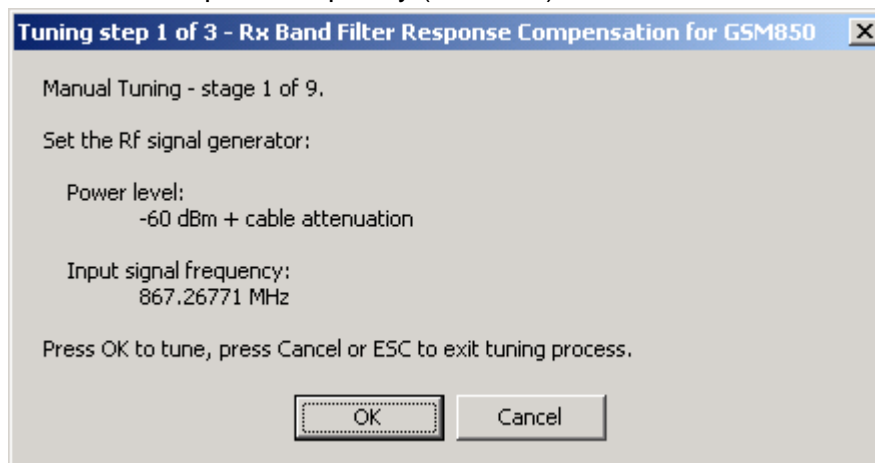 Tuning step 1 of 3 - Rx Band Filter Response Compensation for GSM850
Manual Tuning - stage 1 of 9.
Set the Rf signal generator:
Power level:
-60 dBm + cable attenuation
Input signal frequency:
867.26771 MHz
Press OK to tune, press Cancel or ESC to exit tuning process.
OK Cancel